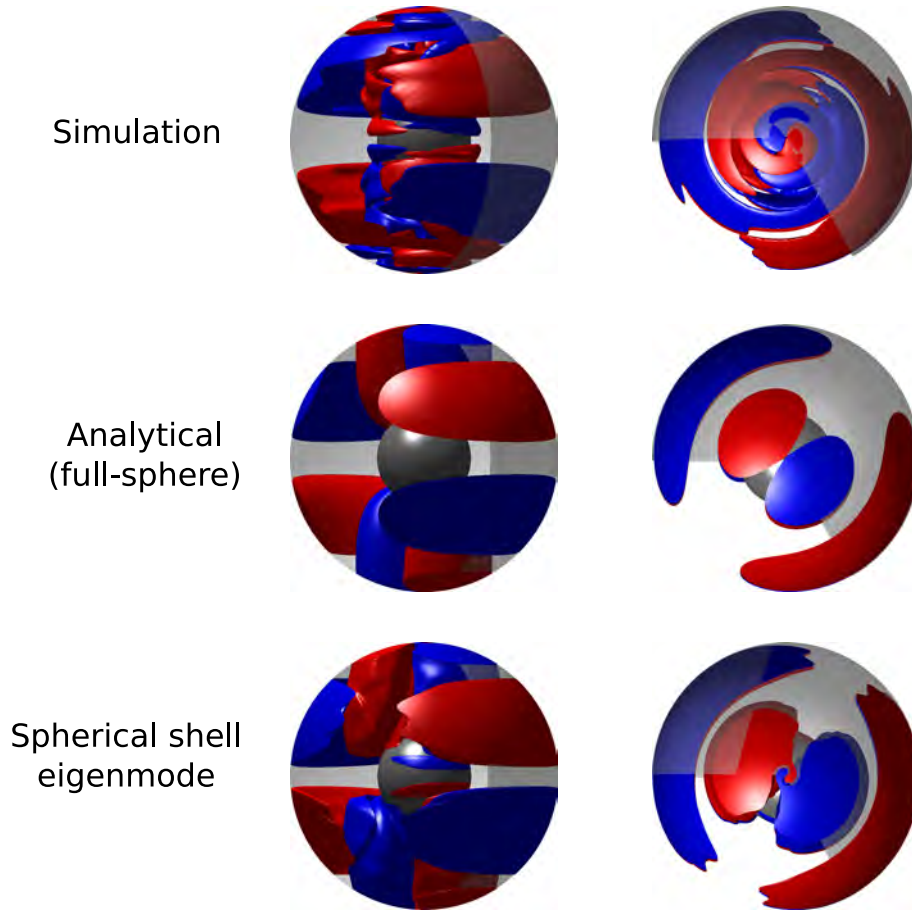 Simulation
Analytical
(full-sphere)
Spherical shell
eigenmode